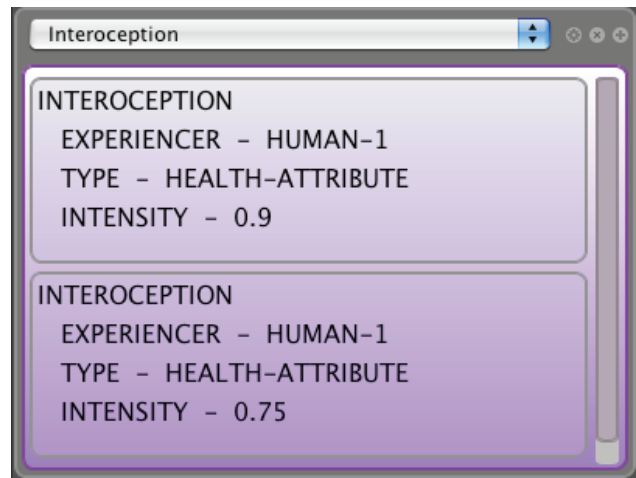 Interoception
INTEROCEPTION
EXPERIENCER - HUMAN-1
TYPE - HEALTH-ATTRIBUTE
INTENSITY - 0.9
INTEROCEPTION
EXPERIENCER - HUMAN-1
TYPE - HEALTH-ATTRIBUTE
INTENSITY - 0.75